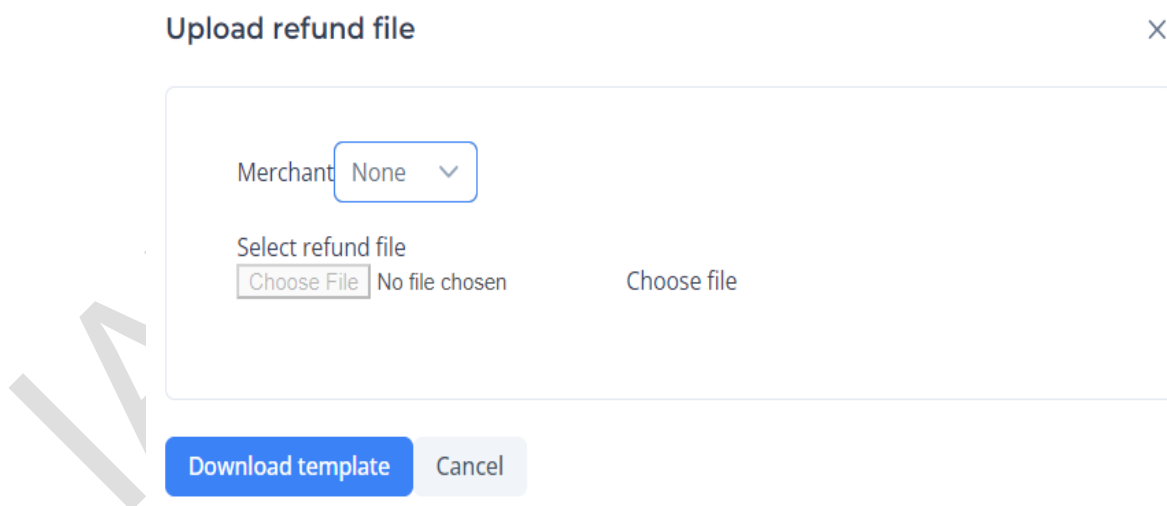 Upload refund file
Merchant None
Select refund file
Choose File No file chosen Choose file
Download template Cancel